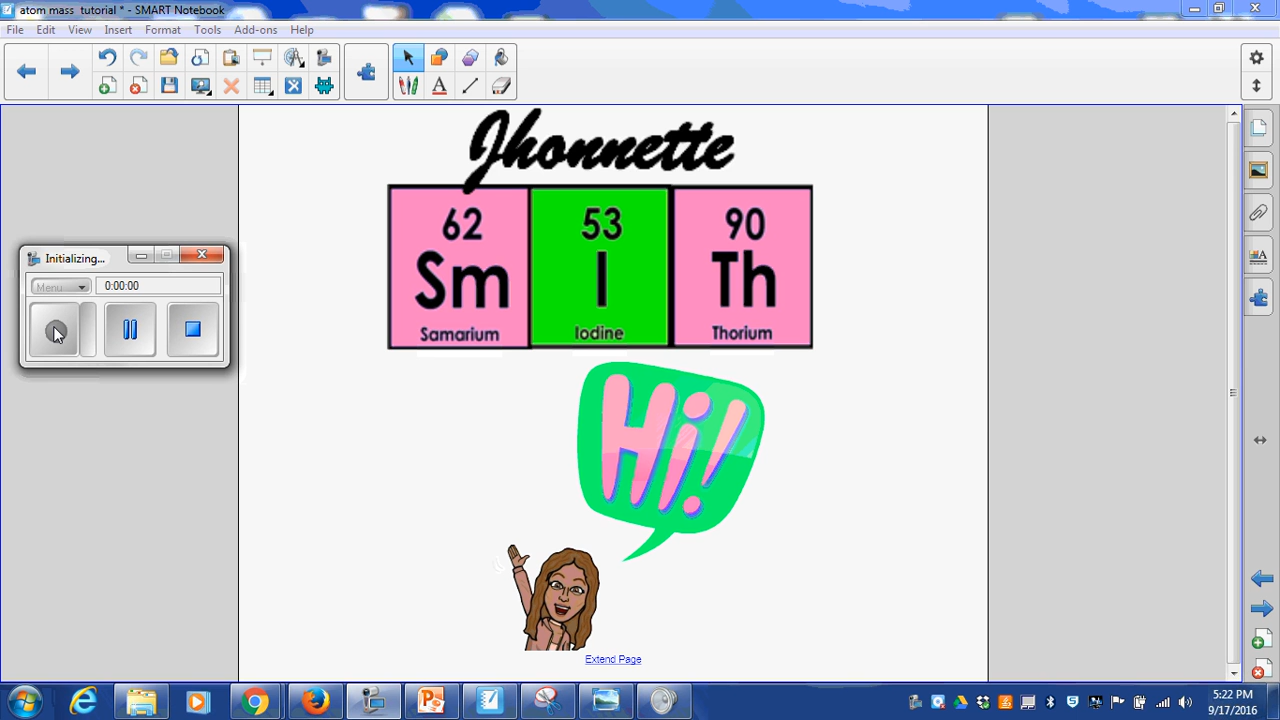 atom mass tutorial * - SMART Notebook
File Edit View Insert Format Tools Add-ons Help
Jhonnette
62 53 90
Sm I Th
Samarium Iodine Thorium
Initializing...
Menu 0:00:00
Hi!
Extend Page
5:22 PM
9/17/2016